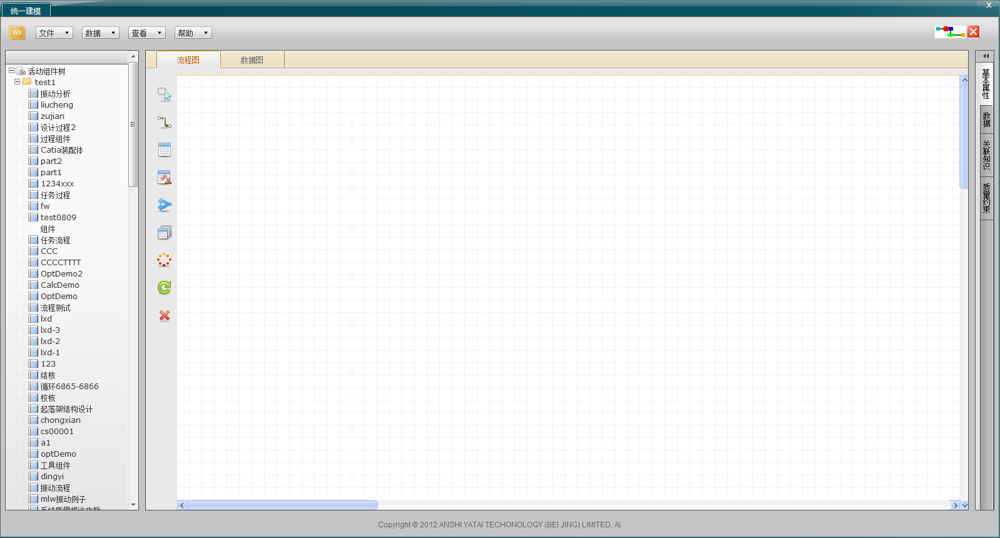 统一建模
WS
文件
数据
查看
帮助
活动组件树
test1
振动分析
liucheng
zujian
设计过程2
过程组件
Catia装配体
part2
part1
1234xxx
任务过程
fw
test0809
组件
任务流程
CCC
CCCCTTTT
OptDemo2
CalcDemo
OptDemo
流程测试
lxd
lxd-3
lxd-2
lxd-1
123
结核
循环6865-6866
校核
起落架结构设计
chongxian
cs00001
a1
optDemo
工具组件
dingyi
振动流程
mlw振动例子
流程图
数据图
基本属性
数据
关联知识
质量约束
Copyright © 2012 ANSHI YATAI TECHONOLOGY (BEI JING) LIMITED. AI